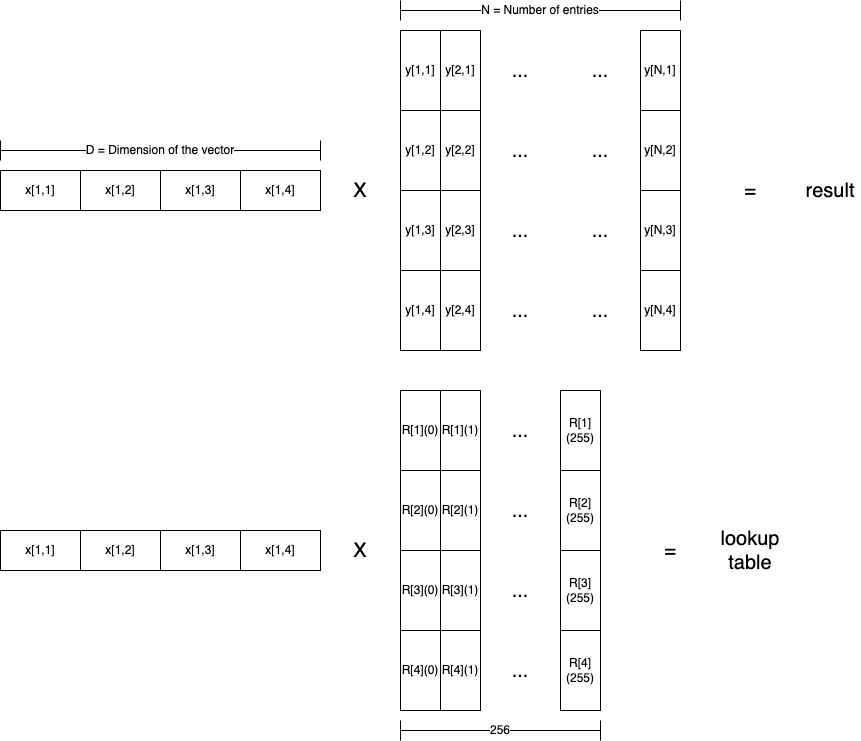 N = Number of entries
y[1,1] y[2,1] ... ... y[N,1]
D = Dimension of the vector
y[1,2] y[2,2] ... ... y[N,2]
x[1,1] x[1,2] x[1,3] x[1,4] X = result
y[1,3] y[2,3] ... ... y[N,3]
y[1,4] y[2,4] ... ... y[N,4]
R[1](0) R[1](1) ... R[1]
(255)
R[2](0) R[2](1) ... R[2]
(255)
x[1,1] x[1,2] x[1,3] x[1,4] X = lookup
table
R[3](0) R[3](1) ... R[3]
(255)
R[4](0) R[4](1) ... R[4]
(255)
256